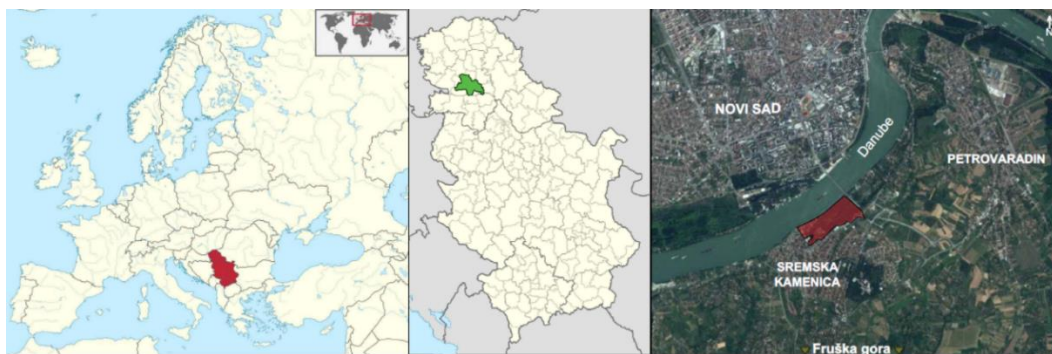 NOVI SAD
Danube
PETROVARADIN
SREMSKA
KAMENICA
Fruška gora